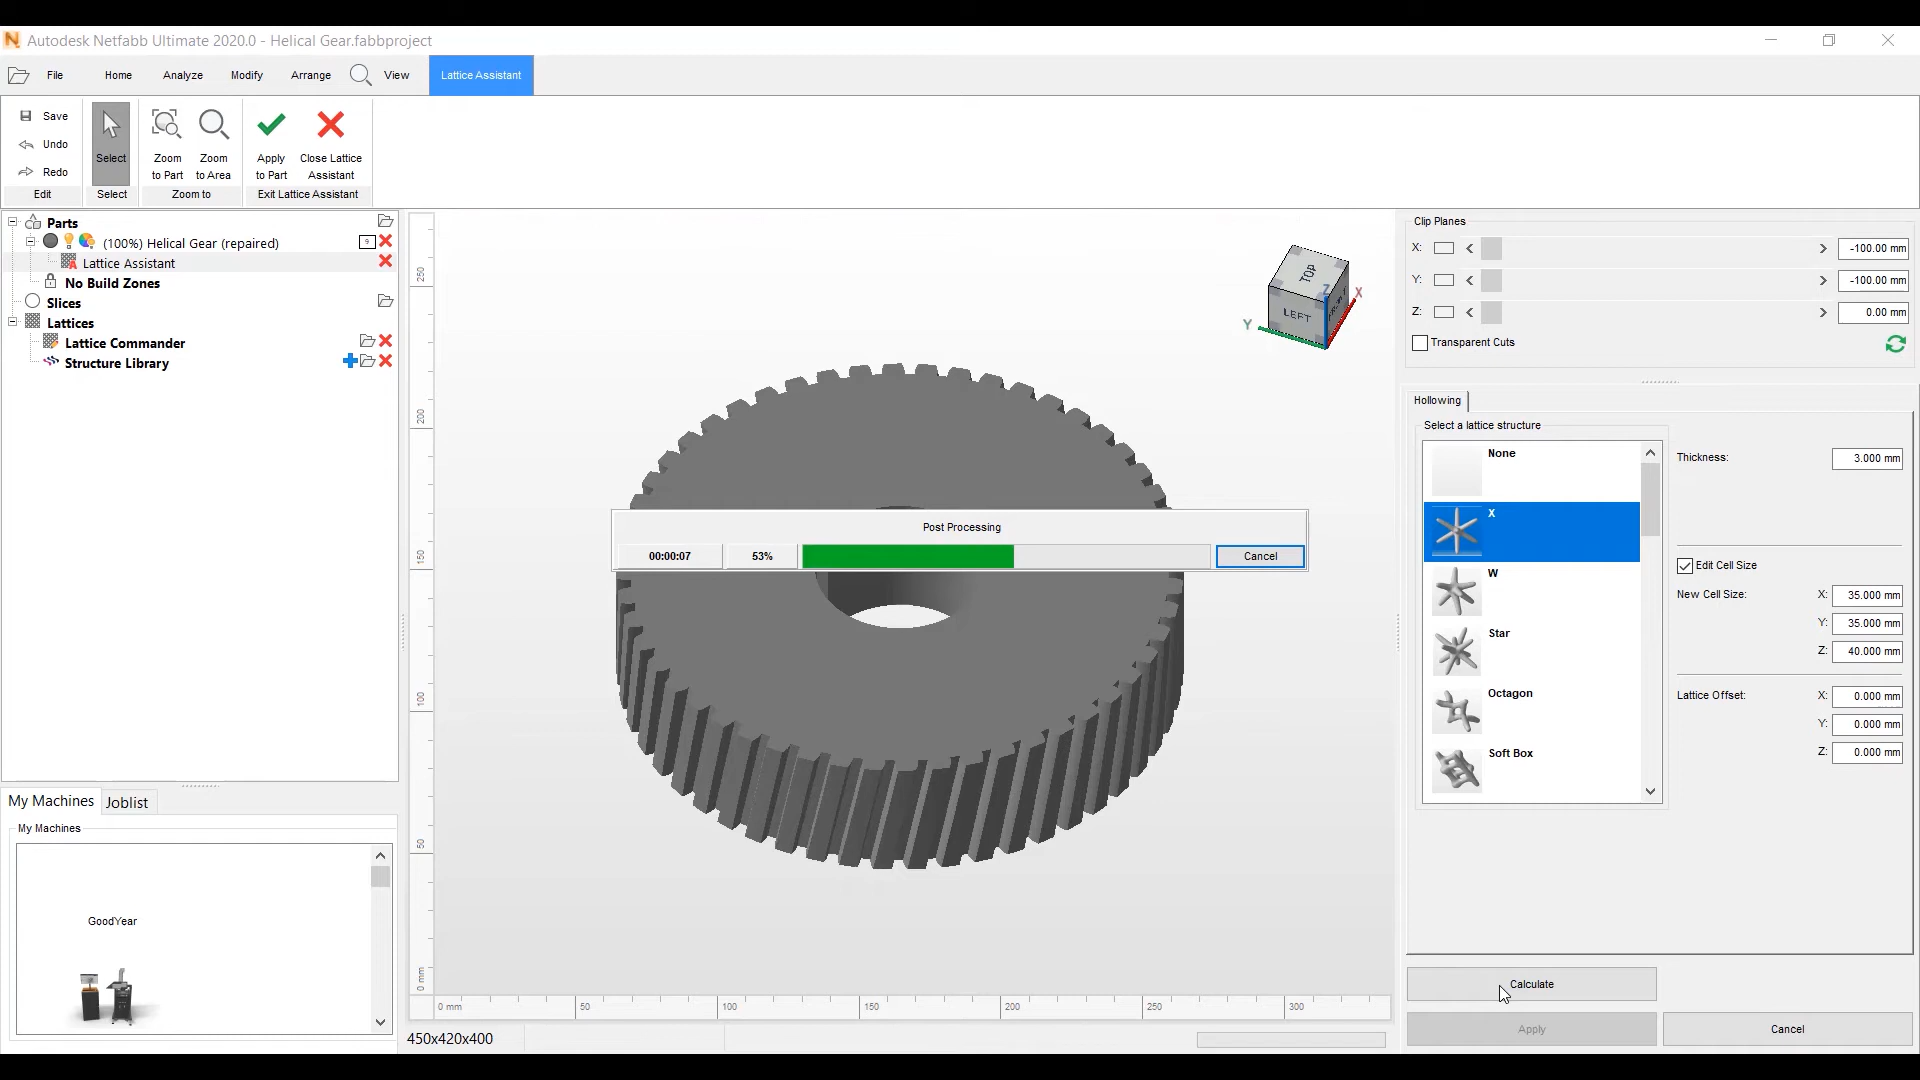 Autodesk Netfabb Ultimate 2020.0 - Helical Gear.fabbproject
File Home Analyze Modify Arrange View Lattice Assistant
Save
Undo
Redo
Edit
Select
Select
Zoom
to Part
Zoom
to Area
Zoom to
Apply
to Part
Close Lattice
Assistant
Exit Lattice Assistant
Parts
(100%) Helical Gear (repaired) 9
Lattice Assistant
No Build Zones
Slices
Lattices
Lattice Commander
Structure Library
My Machines Joblist
My Machines
GoodYear
250
200
150
100
50
0 mm
0 mm 50 100 150 200 250 300
450x420x400
TOP
LEFT
Z
X
Y
Post Processing
00:00:07 53% Cancel
Clip Planes
X: -100.00 mm
Y: -100.00 mm
Z: 0.00 mm
Transparent Cuts
Hollowing
Select a lattice structure
None
X
W
Star
Octagon
Soft Box
Thickness: 3.000 mm
Edit Cell Size
New Cell Size: X: 35.000 mm
Y: 35.000 mm
Z: 40.000 mm
Lattice Offset: X: 0.000 mm
Y: 0.000 mm
Z: 0.000 mm
Calculate
Apply Cancel